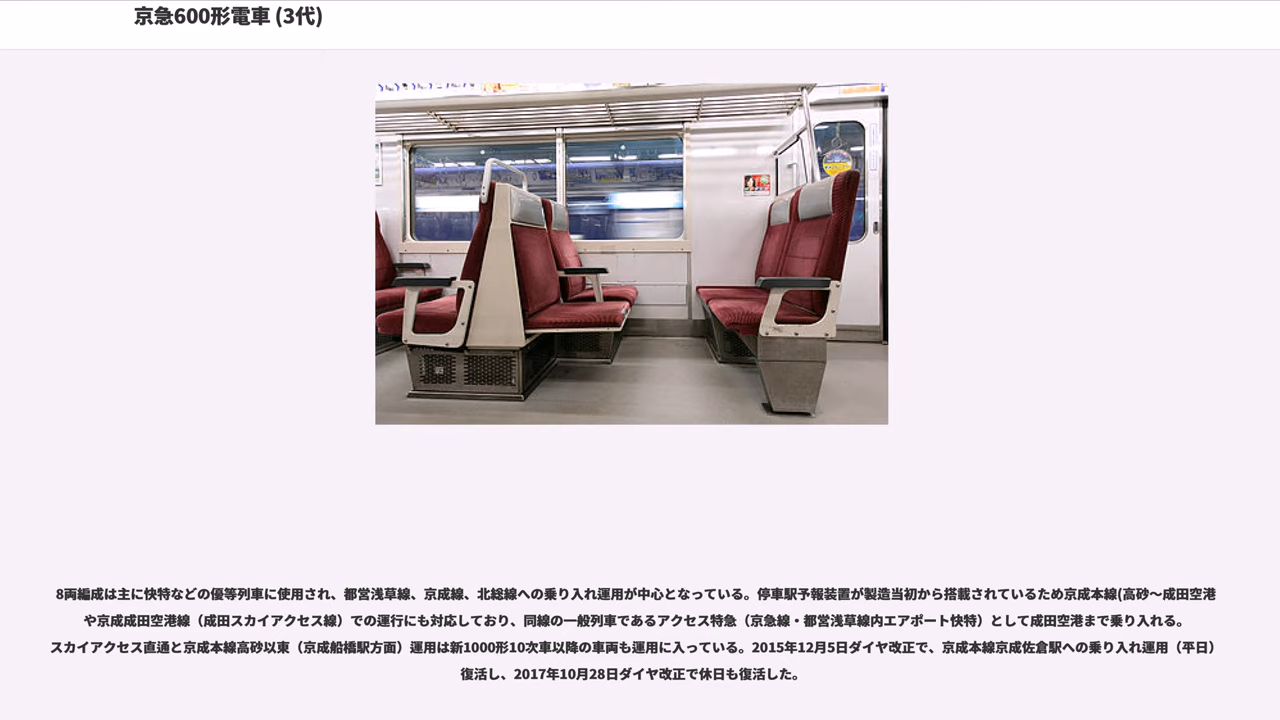 京急600形電車 (3代)
8両編成は主に快特などの優等列車に使用され、都営浅草線、京成線、北総線への乗り入れ運用が中心となっている。停車駅予報装置が製造当初から搭載されているため京成本線(高砂〜成田空港
や京成成田空港線（成田スカイアクセス線）での運行にも対応しており、同線の一般列車であるアクセス特急（京急線・都営浅草線内エアポート快特）として成田空港まで乗り入れる。
スカイアクセス直通と京成本線高砂以東（京成船橋駅方面）運用は新1000形10次車以降の車両も運用に入っている。2015年12月5日ダイヤ改正で、京成本線京成佐倉駅への乗り入れ運用（平日）
復活し、2017年10月28日ダイヤ改正で休日も復活した。